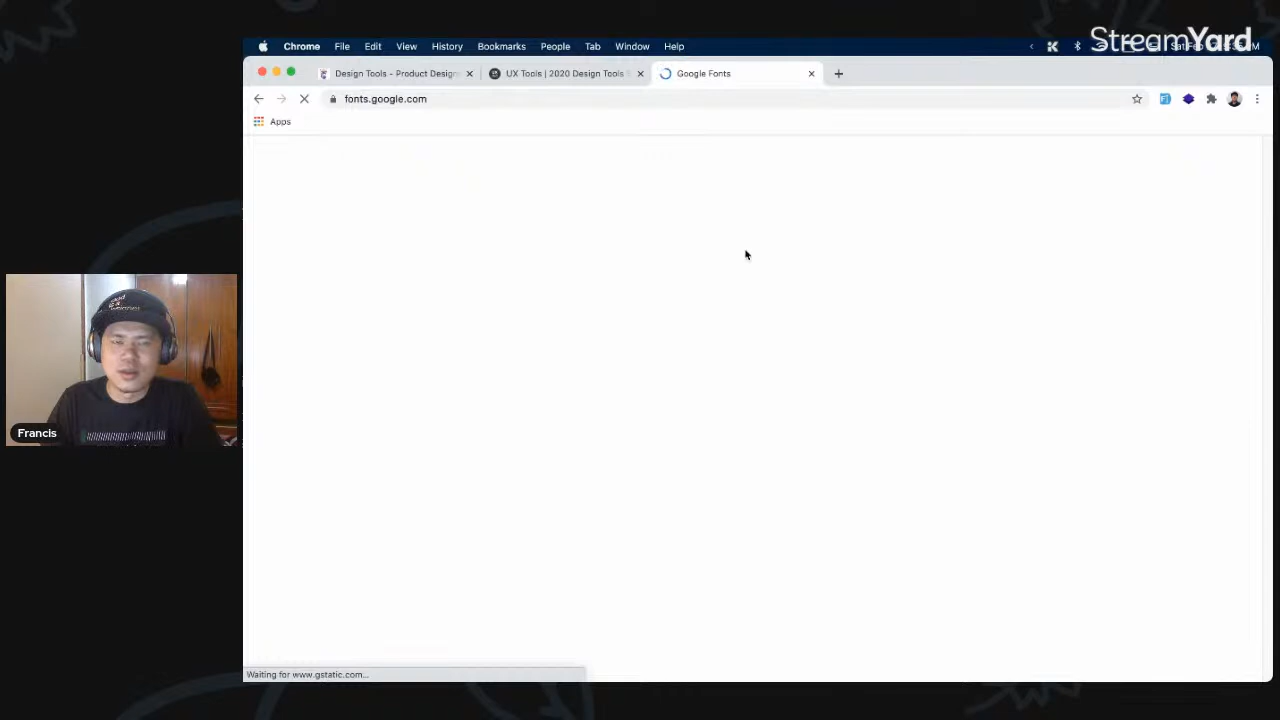 StreamYard
Chrome File Edit View History Bookmarks People Tab Window Help
Design Tools - Product Design
UX Tools | 2020 Design Tools
Google Fonts
fonts.google.com
Apps
Francis
Waiting for www.gstatic.com...